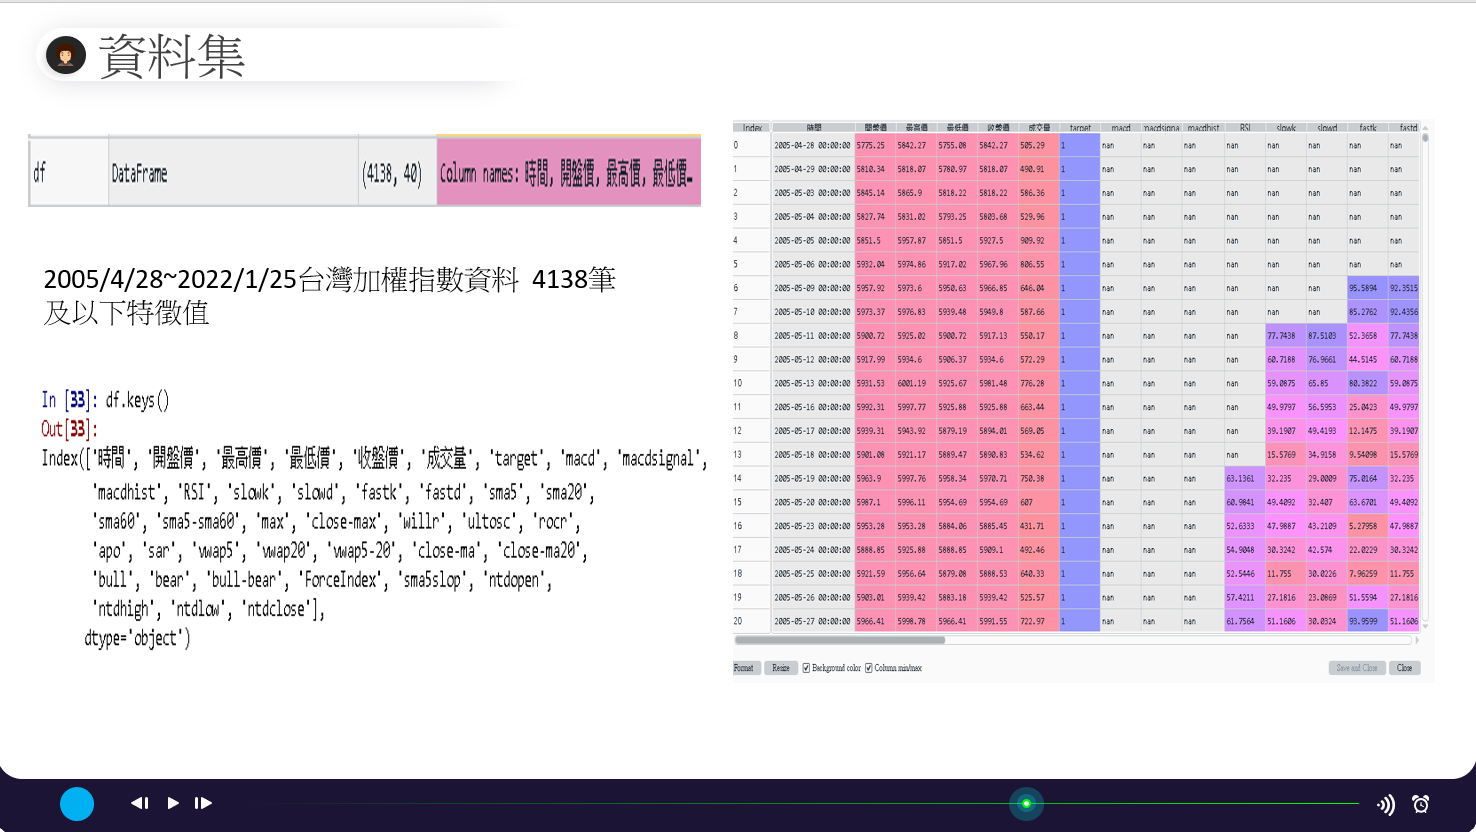 資料集
df DataFrame (4138, 40) Column names: 時間, 開盤價, 最高價, 最低價…
2005/4/28~2022/1/25台灣加權指數資料 4138筆
及以下特徵值
In [33]: df.keys()
Out[33]:
Index(['時間', '開盤價', '最高價', '最低價', '收盤價', '成交量', 'target', 'macd', 'macdsignal',
'macdhist', 'RSI', 'slowk', 'slowd', 'fastk', 'fastd', 'sma5', 'sma20',
'sma60', 'sma5-sma60', 'max', 'close-max', 'willr', 'ultosc', 'rocr',
'apo', 'sar', 'vwap5', 'vwap20', 'vwap5-20', 'close-ma', 'close-ma20',
'bull', 'bear', 'bull-bear', 'ForceIndex', 'sma5slop', 'ntdopen',
'ntdhigh', 'ntdlow', 'ntdclose'],
dtype='object')
Index 時間 開盤價 最高價 最低價 收盤價 成交量 target macd macdsigna macdhist RSI slowk slowd fastk fastd
0 2005-04-28 00:00:00 5775.25 5842.27 5755.08 5842.27 505.29 1 nan nan nan nan nan nan nan nan
1 2005-04-29 00:00:00 5810.34 5818.07 5780.97 5818.07 490.91 1 nan nan nan nan nan nan nan nan
2 2005-05-03 00:00:00 5845.14 5865.9 5818.22 5818.22 586.36 1 nan nan nan nan nan nan nan nan
3 2005-05-04 00:00:00 5827.74 5831.02 5793.25 5803.68 529.96 1 nan nan nan nan nan nan nan nan
4 2005-05-05 00:00:00 5851.5 5957.87 5851.5 5927.5 909.92 1 nan nan nan nan nan nan nan nan
5 2005-05-06 00:00:00 5932.04 5974.86 5917.02 5967.96 806.55 1 nan nan nan nan nan nan nan nan
6 2005-05-09 00:00:00 5957.92 5973.6 5950.63 5966.85 646.04 1 nan nan nan nan nan nan 95.5894 92.3515
7 2005-05-10 00:00:00 5973.37 5976.83 5939.48 5949.8 587.66 1 nan nan nan nan nan nan 85.2762 92.4356
8 2005-05-11 00:00:00 5900.72 5925.02 5900.72 5917.13 550.17 1 nan nan nan nan 77.7438 87.5103 52.3658 77.7438
9 2005-05-12 00:00:00 5917.99 5934.6 5906.37 5934.6 572.29 1 nan nan nan nan 60.7188 76.9661 44.5145 60.7188
10 2005-05-13 00:00:00 5931.53 6001.19 5925.67 5981.48 776.28 1 nan nan nan nan 59.0875 65.85 80.3822 59.0875
11 2005-05-16 00:00:00 5992.31 5997.77 5925.88 5925.88 663.44 1 nan nan nan nan 49.9797 56.5953 25.0423 49.9797
12 2005-05-17 00:00:00 5939.31 5943.92 5879.19 5894.01 569.05 1 nan nan nan nan 39.1907 49.4193 12.1475 39.1907
13 2005-05-18 00:00:00 5901.08 5921.17 5889.47 5890.83 534.62 1 nan nan nan nan 15.5769 34.9158 9.54098 15.5769
14 2005-05-19 00:00:00 5963.9 5997.76 5958.34 5970.71 750.38 1 nan nan nan 63.1361 32.235 29.0009 75.0164 32.235
15 2005-05-20 00:00:00 5987.1 5996.11 5954.69 5954.69 607 1 nan nan nan 60.9841 49.4092 32.407 63.6701 49.4092
16 2005-05-23 00:00:00 5953.28 5953.28 5884.06 5885.45 431.71 1 nan nan nan 52.6333 47.9887 43.2109 5.27958 47.9887
17 2005-05-24 00:00:00 5888.85 5925.88 5888.85 5909.1 492.46 1 nan nan nan 54.9048 30.3242 42.574 22.0229 30.3242
18 2005-05-25 00:00:00 5921.59 5956.64 5879.08 5888.53 640.33 1 nan nan nan 52.5446 11.755 30.0226 7.96259 11.755
19 2005-05-26 00:00:00 5903.01 5939.42 5883.18 5939.42 525.57 1 nan nan nan 57.4211 27.1816 23.0869 51.5594 27.1816
20 2005-05-27 00:00:00 5966.41 5998.78 5966.41 5991.55 722.97 1 nan nan nan 61.7564 51.1606 30.0324 93.9599 51.1606
Format Resize Background color Column min/max Save and Close Close